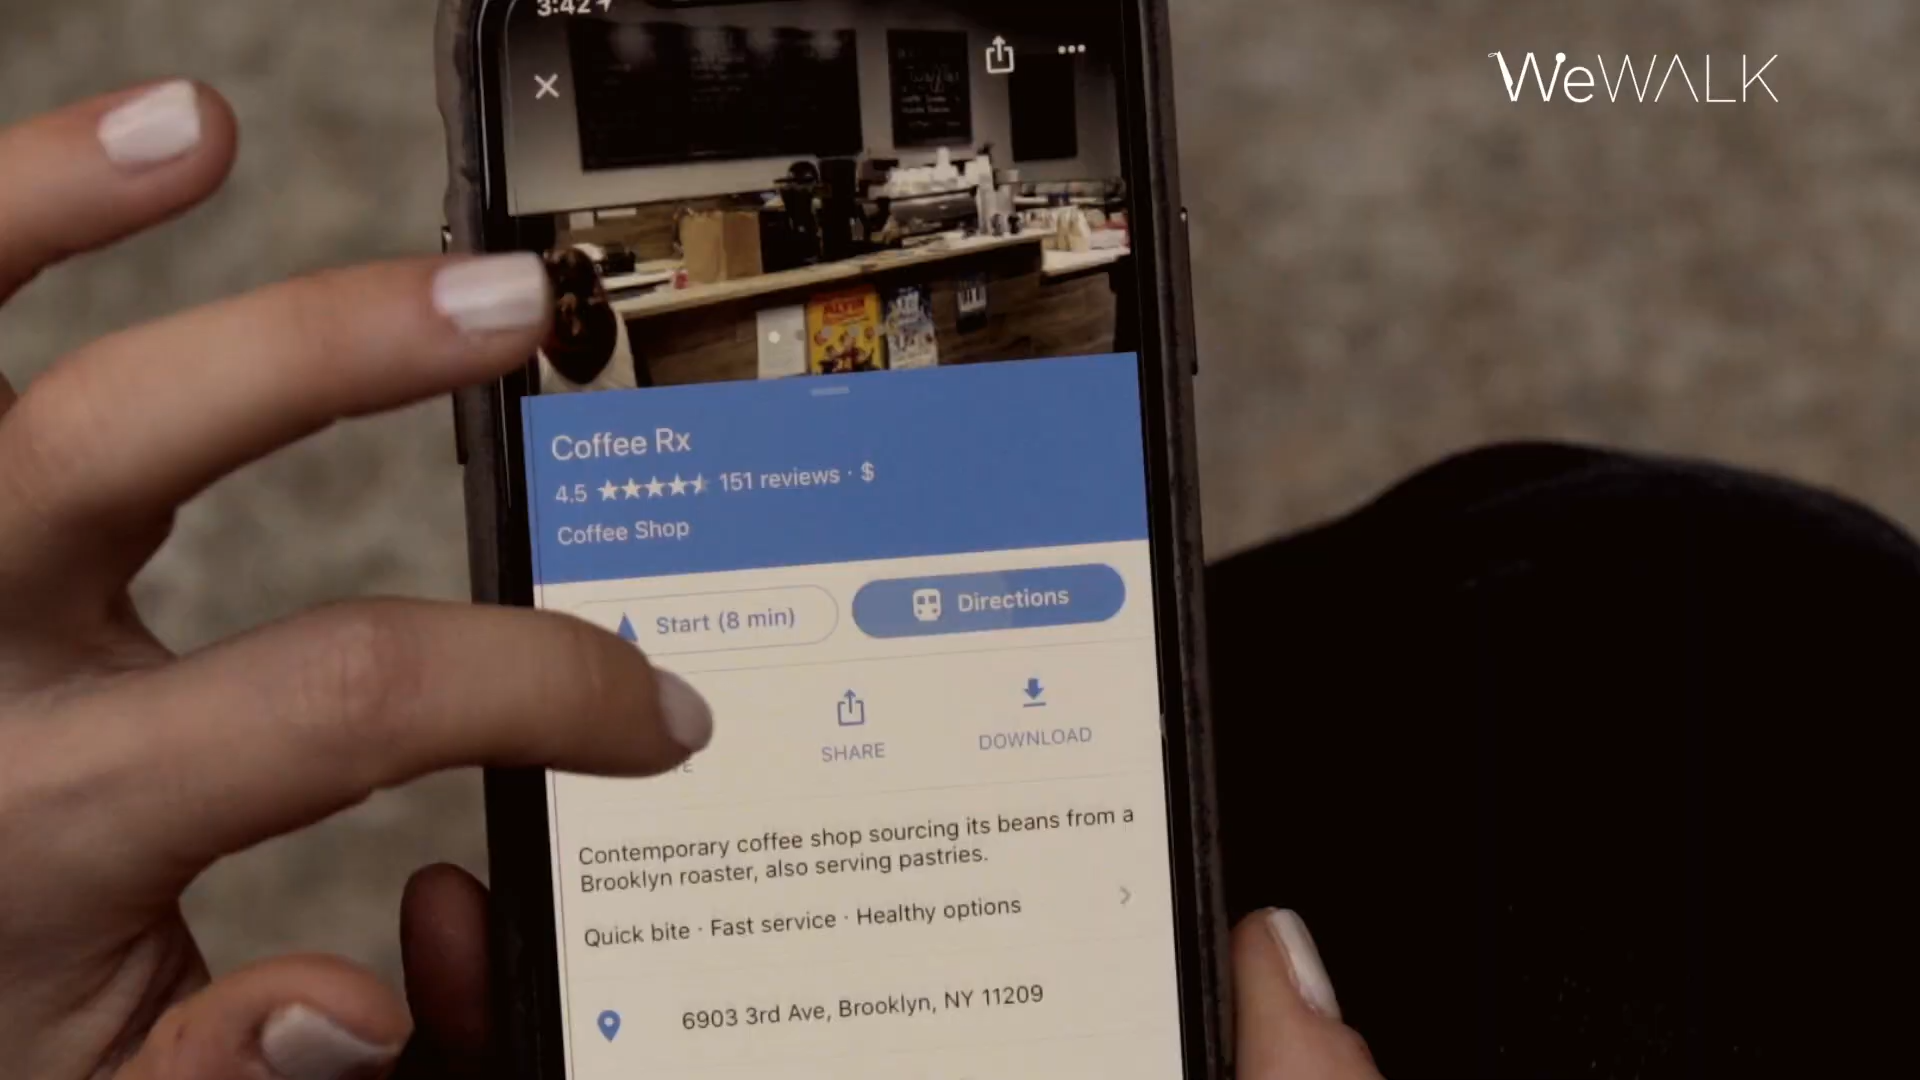 3:42
WeWALK
Coffee Rx
4.5 ★★★★★ 151 reviews · $
Coffee Shop
Start (8 min)
Directions
SHARE
DOWNLOAD
Contemporary coffee shop sourcing its beans from a
Brooklyn roaster, also serving pastries.
Quick bite · Fast service · Healthy options
6903 3rd Ave, Brooklyn, NY 11209